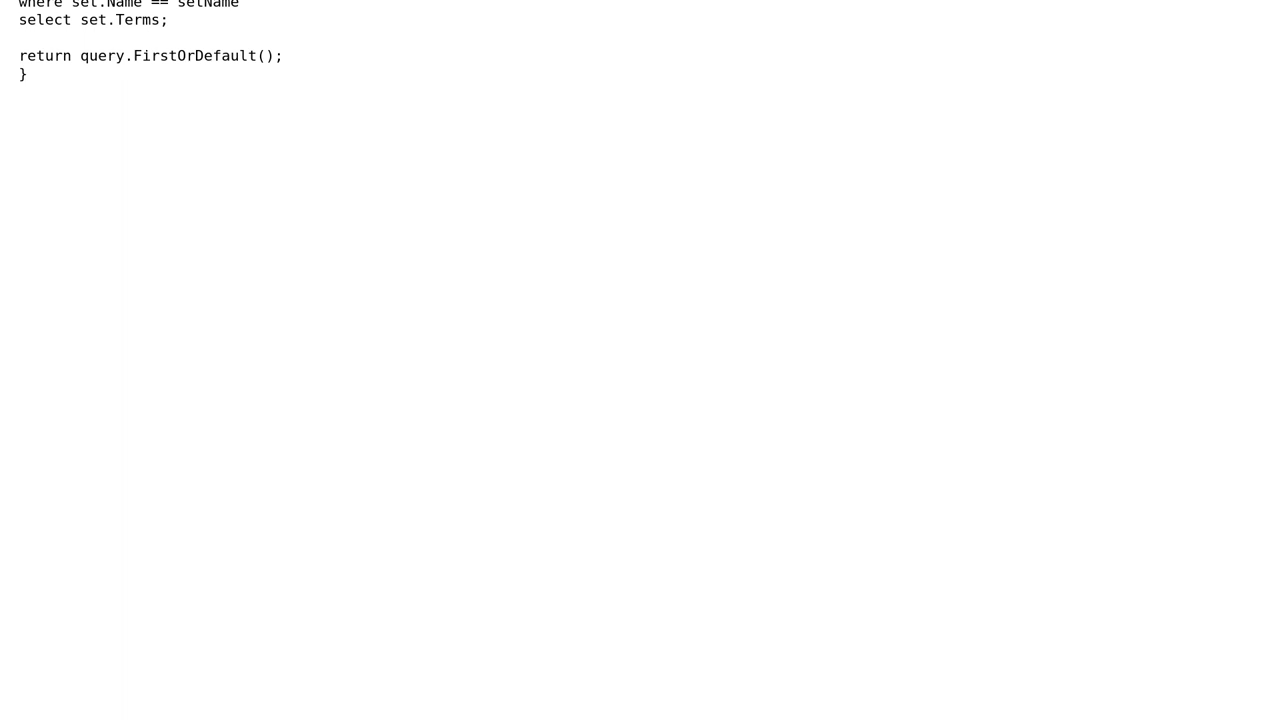 where set.Name == setName
select set.Terms;

return query.FirstOrDefault();
}